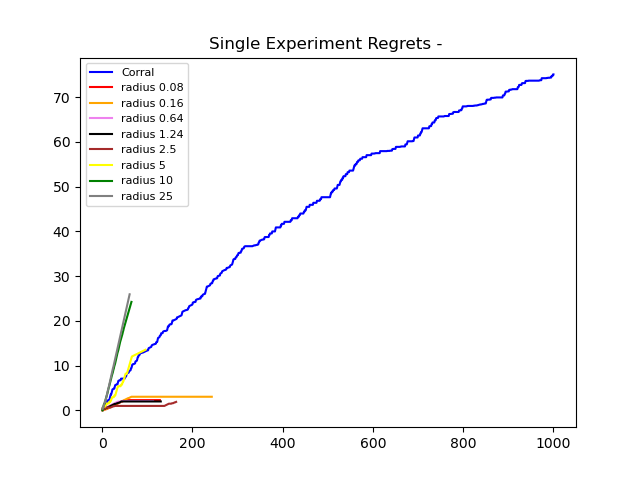 Single Experiment Regrets -
Corral
radius 0.08
radius 0.16
radius 0.64
radius 1.24
radius 2.5
radius 5
radius 10
radius 25
70
60
50
40
30
20
10
0
0 200 400 600 800 1000